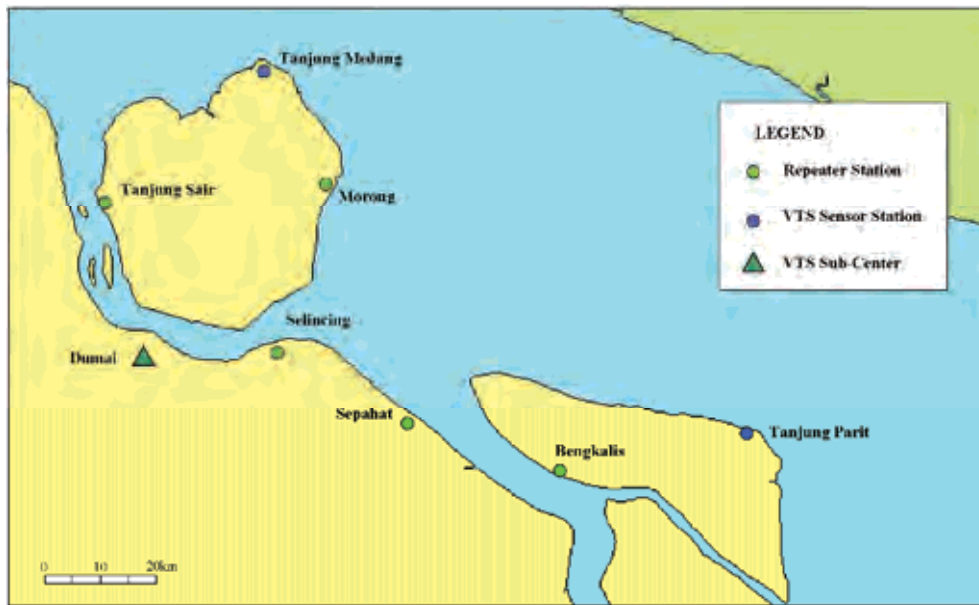 Tanjung Medang
LEGEND
Repeater Station
Tanjung Sair
Morong
VTS Sensor Station
VTS Sub-Center
Selincing
Dumai
Sepahat
Tanjung Parit
Bengkalis
0 10 20km